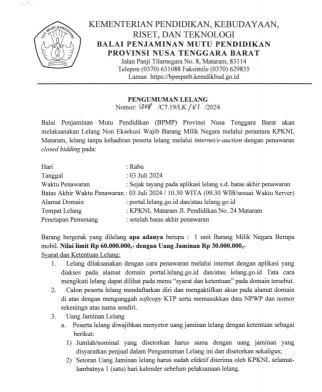 KEMENTERIAN PENDIDIKAN, KEBUDAYAAN,
RISET, DAN TEKNOLOGI
BALAI PENJAMINAN MUTU PENDIDIKAN
PROVINSI NUSA TENGGARA BARAT
Jalan Panji Tilarnegara No. 8, Mataram, 83114
Telepon (0370) 631088 Faksimile (0370) 629835
Laman https://bpmpntb.kemdikbud.go.id
PENGUMUMAN LELANG
Nomor: /C7.19/LK/VI /2024
Balai Penjaminan Mutu Pendidikan (BPMP) Provinsi Nusa Tenggara Barat akan
melaksanakan Lelang Non Eksekusi Wajib Barang Milik Negara melalui perantara KPKNL
Mataram, lelang tanpa kehadiran peserta lelang melalui internet/e-auction dengan penawaran
closed bidding pada:
Hari : Rabu
Tanggal : 03 Juli 2024
Waktu Penawaran : Sejak tayang pada aplikasi lelang s.d. batas akhir penawaran
Batas Akhir Waktu Penawaran : 03 Juli 2024 / 10.30 WITA (09.30 WIB/sesuai Waktu Server)
Alamat Domain : portal.lelang.go.id dan/atau lelang.go.id
Tempat Lelang : KPKNL Mataram Jl. Pendidikan No. 24 Mataram
Penetapan Pemenang : setelah batas akhir penawaran
Barang bergerak yang dilelang apa adanya berupa : 1 unit Barang Milik Negara Berupa
mobil. Nilai limit Rp 60.000.000,- dengan Uang Jaminan Rp 30.000.000,-
Syarat dan Ketentuan Lelang:
1. Lelang dilaksanakan dengan cara penawaran melalui internet dengan aplikasi yang
diakses pada alamat domain portal.lelang.go.id dan/atau lelang.go.id Tata cara
mengikuti lelang dapat dilihat pada menu "syarat dan ketentuan" pada domain tersebut.
2. Calon peserta lelang mendaftarkan diri dan mengaktifkan akun pada alamat domain
di atas dengan mengunggah softcopy KTP serta memasukkan data NPWP dan nomor
rekening atas nama sendiri.
3. Uang Jaminan Lelang
a. Peserta lelang diwajibkan menyetor uang jaminan lelang dengan ketentuan sebagai
berikut:
1) Jumlah/nominal yang disetorkan harus sama dengan uang jaminan yang
disyaratkan penjual dalam Pengumuman Lelang ini dan disetorkan sekaligus;
2) Setoran Uang Jaminan lelang harus sudah efektif diterima oleh KPKNL selambat-
lambatnya 1 (satu) hari kalender sebelum pelaksanaan lelang.